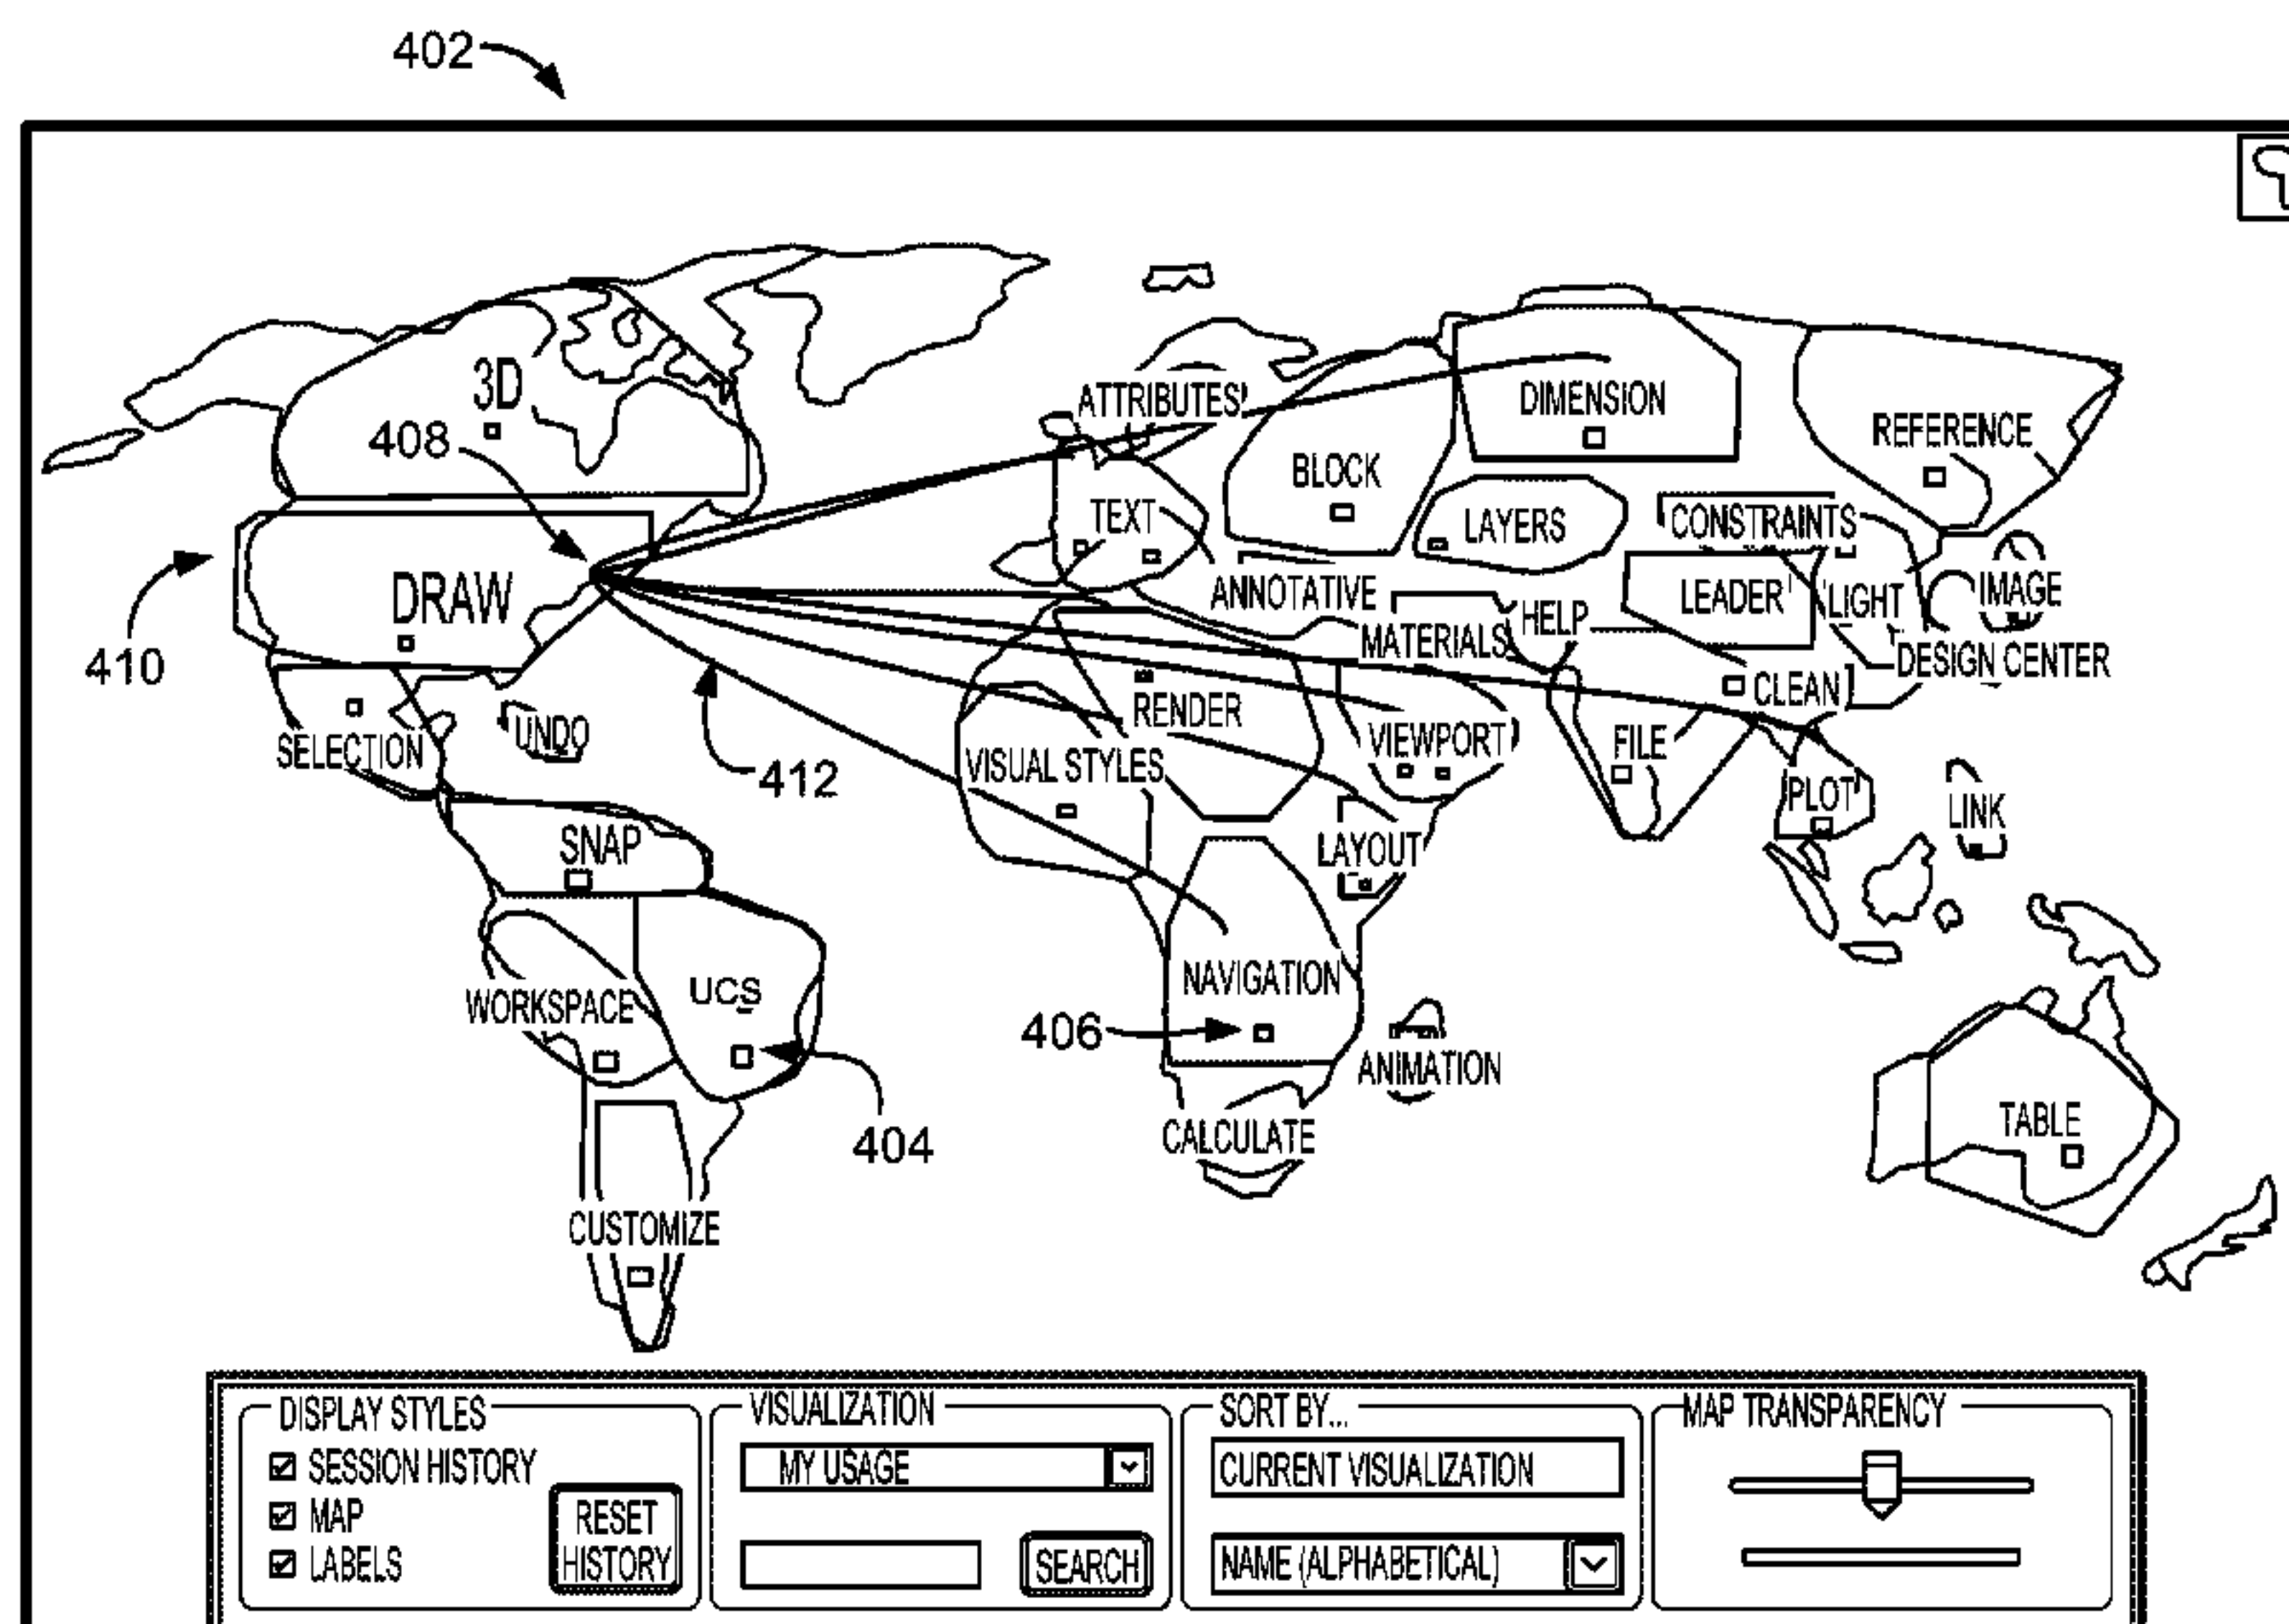 402
3D
408
ATTRIBUTES
DIMENSION
REFERENCE
BLOCK
TEXT
LAYERS
CONSTRAINTS
410
DRAW
ANNOTATIVE
LEADER
LIGHT
IMAGE
HELP
MATERIALS
DESIGN CENTER
CLEAN
SELECTION
UNDO
412
RENDER
VISUAL STYLES
VIEWPORT
FILE
PLOT
LINK
SNAP
LAYOUT
WORKSPACE
UCS
NAVIGATION
406
ANIMATION
404
CALCULATE
TABLE
CUSTOMIZE
DISPLAY STYLES
SESSION HISTORY
MAP
LABELS
RESET
HISTORY
VISUALIZATION
MY USAGE
SEARCH
SORT BY...
CURRENT VISUALIZATION
NAME (ALPHABETICAL)
MAP TRANSPARENCY